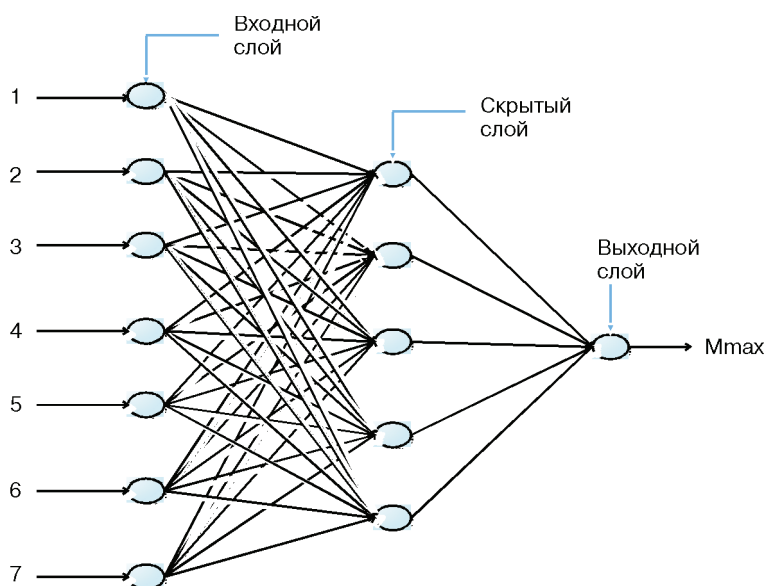 Входной
слой
1
Скрытый
слой
2
3
Выходной
слой
4
Mmax
5
6
7